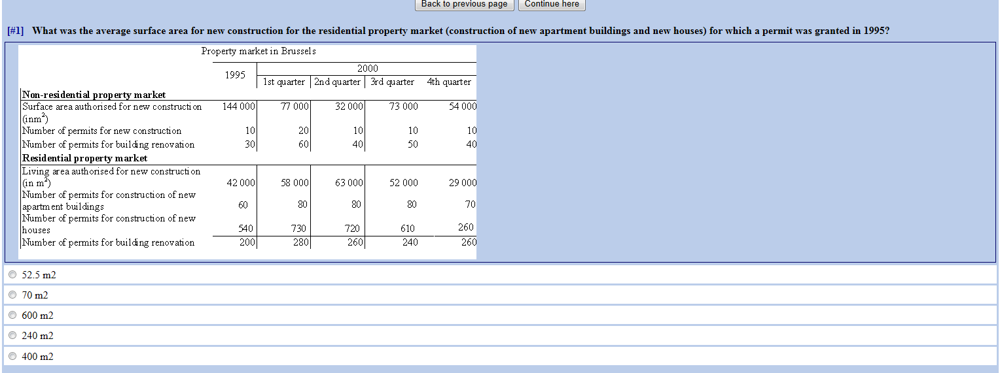 Back to previous page Continue here
[#1] What was the average surface area for new construction for the residential property market (construction of new apartment buildings and new houses) for which a permit was granted in 1995?
Property market in Brussels
1995 2000
1st quarter 2nd quarter 3rd quarter 4th quarter
Non-residential property market
Surface area authorised for new construction 144 000 77 000 32 000 73 000 54 000
(inm²)
Number of permits for new construction 10 20 10 10 10
Number of permits for building renovation 30 60 40 50 40
Residential property market
Living area authorised for new construction
(in m²) 42 000 58 000 63 000 52 000 29 000
Number of permits for construction of new
apartment buildings 60 80 80 80 70
Number of permits for construction of new
houses 540 730 720 610 260
Number of permits for building renovation 200 280 260 240 260
52.5 m2
70 m2
600 m2
240 m2
400 m2